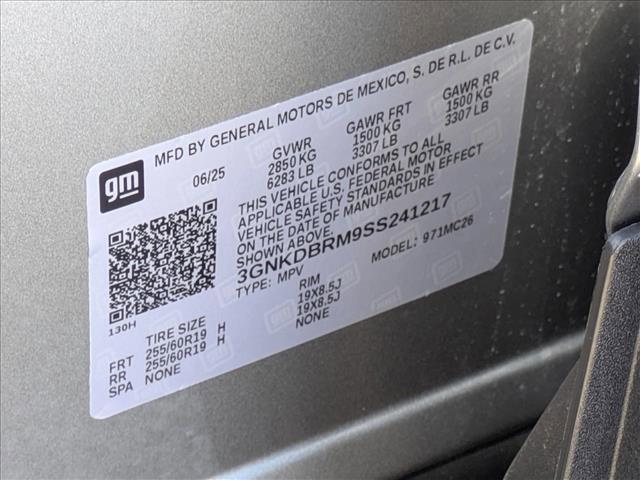 gm
MFD BY GENERAL MOTORS DE MEXICO, S. DE R.L. DE C.V.
06/25 GVWR GAWR FRT GAWR RR
2850 KG 1500 KG 1500 KG
6283 LB 3307 LB 3307 LB
THIS VEHICLE CONFORMS TO ALL
APPLICABLE U.S. FEDERAL MOTOR
VEHICLE SAFETY STANDARDS IN EFFECT
ON THE DATE OF MANUFACTURE
SHOWN ABOVE.
3GNKDBRM9SS241217
TYPE: MPV MODEL: 971MC26
130H
TIRE SIZE RIM
FRT 255/60R19 H 19X8.5J
RR 255/60R19 H 19X8.5J
SPA NONE NONE